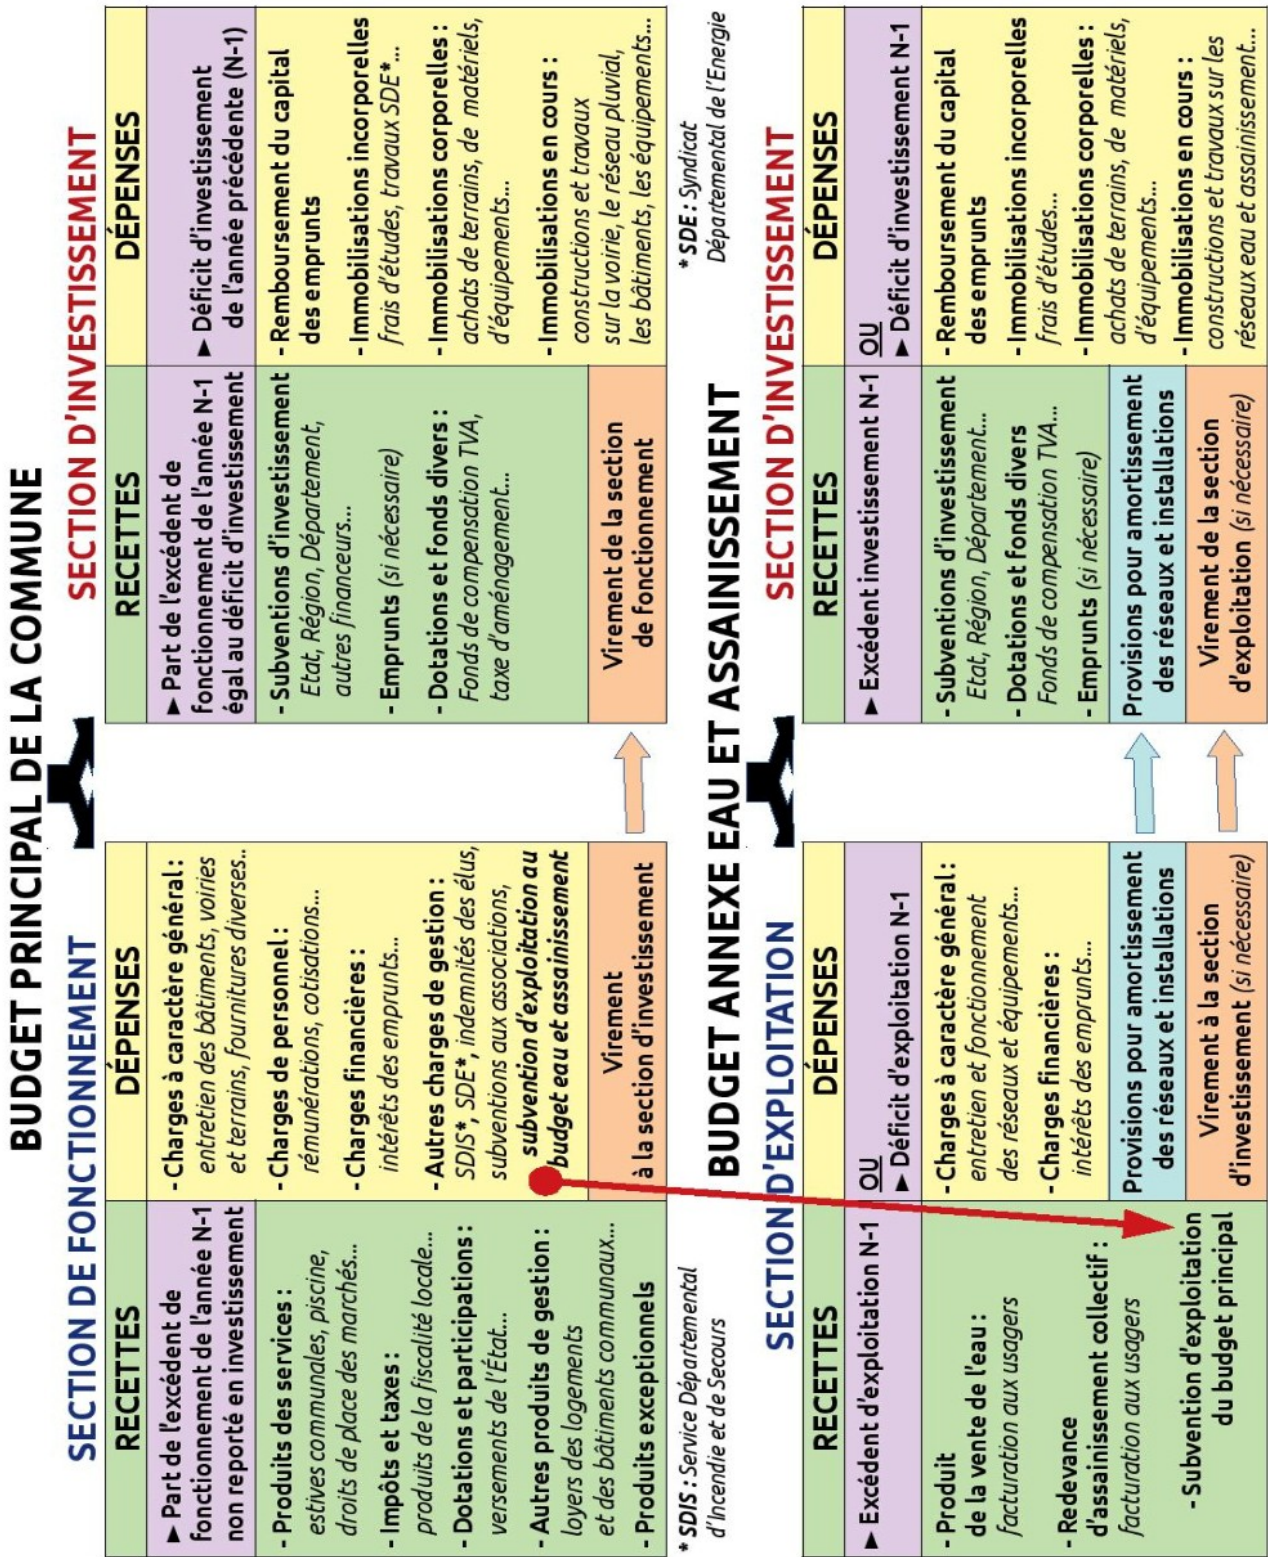 BUDGET PRINCIPAL DE LA COMMUNE
SECTION DE FONCTIONNEMENT
RECETTES
► Part de l'excédent de
fonctionnement de l'année N-1
non reporté en investissement
- Produits des services :
estives communales, piscine,
droits de place des marchés...
- Impôts et taxes :
produits de la fiscalité locale...
- Dotations et participations :
versements de l'État...
- Autres produits de gestion :
loyers des logements
et des bâtiments communaux...
- Produits exceptionnels
DÉPENSES
- Charges à caractère général :
entretien des bâtiments, voiries
et terrains, fournitures diverses..
- Charges de personnel :
rémunérations, cotisations...
- Charges financières :
intérêts des emprunts...
- Autres charges de gestion :
SDIS*, SDE*, indemnités des élus,
subventions aux associations,
subvention d'exploitation au
budget eau et assainissement
Virement
à la section d'investissement
* SDIS : Service Départemental
d'Incendie et de Secours
SECTION D'INVESTISSEMENT
RECETTES
► Part de l'excédent de
fonctionnement de l'année N-1
égal au déficit d'investissement
- Subventions d'investissement
Etat, Région, Département,
autres financeurs...
- Emprunts (si nécessaire)
- Dotations et fonds divers :
Fonds de compensation TVA,
taxe d'aménagement...
Virement de la section
de fonctionnement
DÉPENSES
► Déficit d'investissement
de l'année précédente (N-1)
- Remboursement du capital
des emprunts
- Immobilisations incorporelles
frais d'études, travaux SDE*...
- Immobilisations corporelles :
achats de terrains, de matériels,
d'équipements...
- Immobilisations en cours :
constructions et travaux
sur la voirie, le réseau pluvial,
les bâtiments, les équipements...
* SDE : Syndicat
Départemental de l'Energie
BUDGET ANNEXE EAU ET ASSAINISSEMENT
SECTION D'EXPLOITATION
RECETTES
► Excédent d'exploitation N-1
- Produit
de la vente de l'eau :
facturation aux usagers
- Redevance
d'assainissement collectif :
facturation aux usagers
- Subvention d'exploitation
du budget principal
DÉPENSES
OU
► Déficit d'exploitation N-1
- Charges à caractère général :
entretien et fonctionnement
des réseaux et équipements...
- Charges financières :
intérêts des emprunts...
Provisions pour amortissement
des réseaux et installations
Virement à la section
d'investissement (si nécessaire)
SECTION D'INVESTISSEMENT
RECETTES
► Excédent investissement N-1
- Subventions d'investissement
Etat, Région, Département...
- Dotations et fonds divers
Fonds de compensation TVA...
- Emprunts (si nécessaire)
Provisions pour amortissement
des réseaux et installations
Virement de la section
d'exploitation (si nécessaire)
DÉPENSES
OU
► Déficit d'investissement N-1
- Remboursement du capital
des emprunts
- Immobilisations incorporelles
frais d'études...
- Immobilisations corporelles :
achats de terrains, de matériels,
d'équipements...
- Immobilisations en cours :
constructions et travaux sur les
réseaux eau et assainissement...